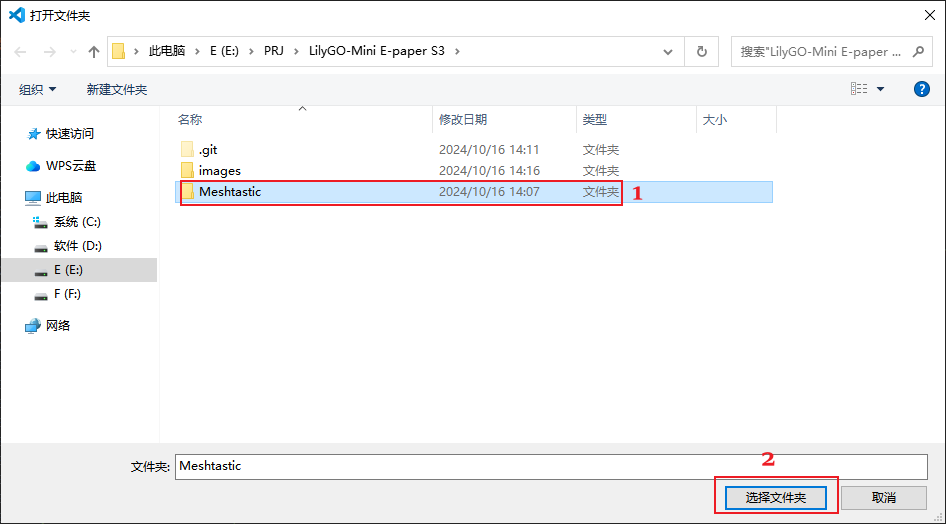 打开文件夹
此电脑 › E (E:) › PRJ › LilyGO-Mini E-paper S3 ›
搜索"LilyGO-Mini E-paper ...
组织 新建文件夹
名称 修改日期 类型 大小
快速访问
WPS云盘
此电脑
系统 (C:)
软件 (D:)
E (E:)
F (F:)
网络
.git 2024/10/16 14:11 文件夹
images 2024/10/16 14:16 文件夹
Meshtastic 2024/10/16 14:07 文件夹 1
文件夹: Meshtastic
2
选择文件夹 取消